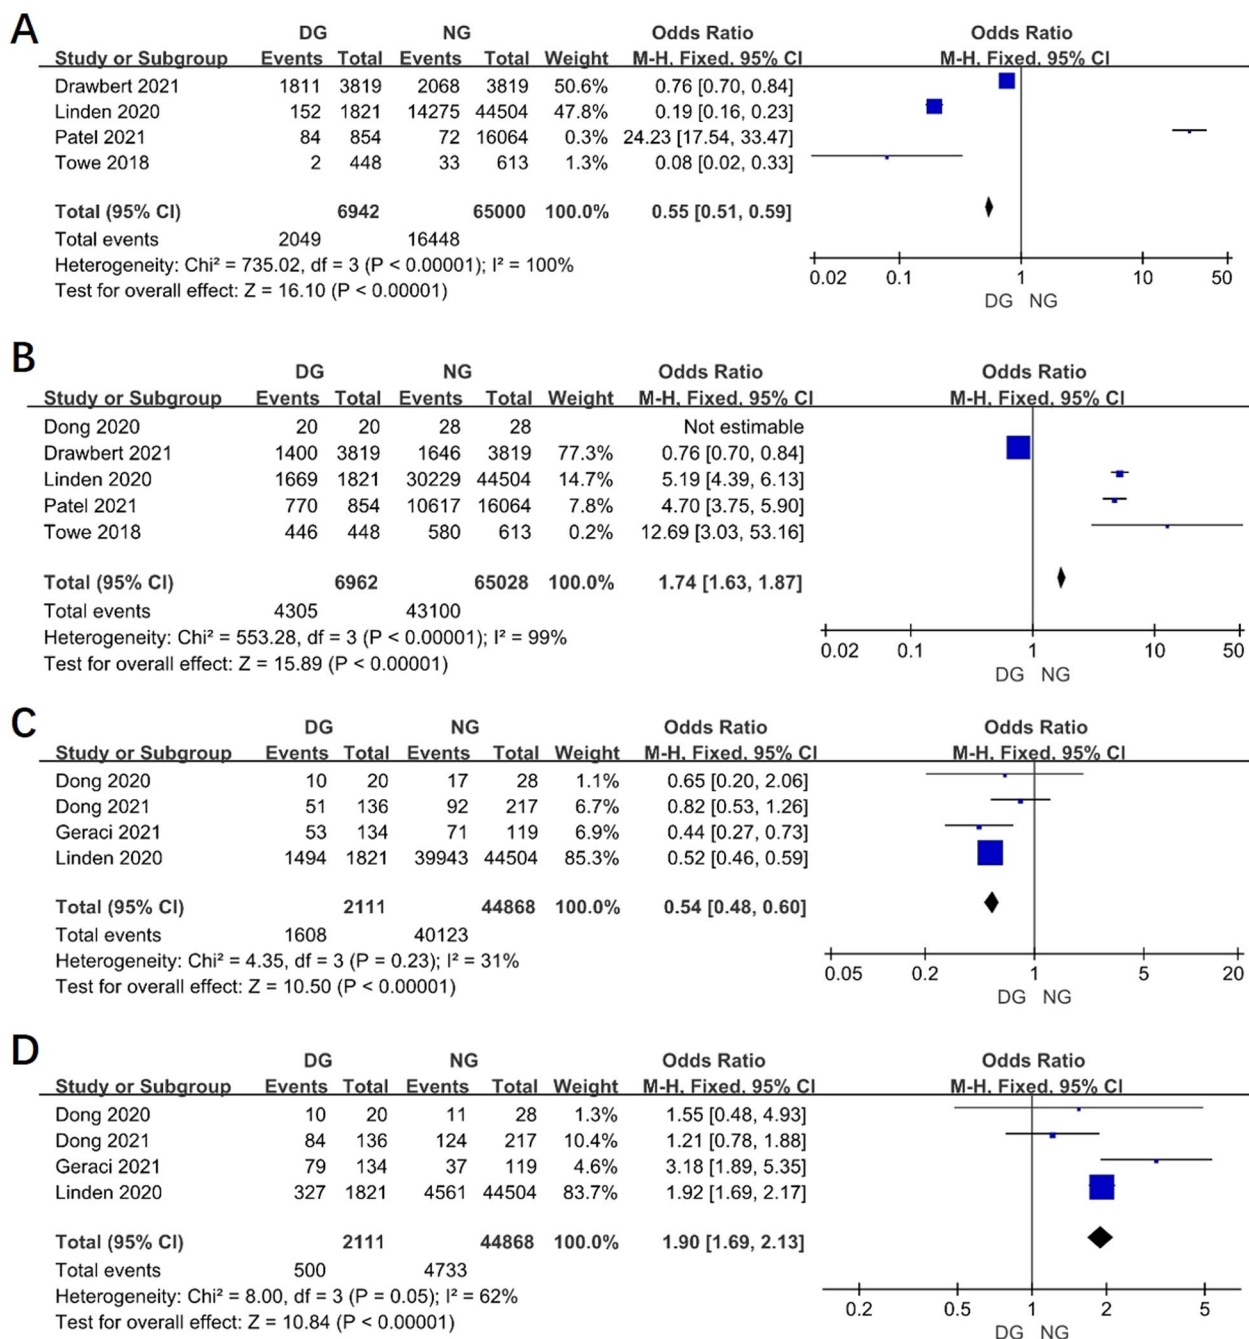 A
DG NG Odds Ratio Odds Ratio
Study or Subgroup Events Total Events Total Weight M-H, Fixed, 95% CI M-H, Fixed, 95% CI
Drawbert 2021 1811 3819 2068 3819 50.6% 0.76 [0.70, 0.84]
Linden 2020 152 1821 14275 44504 47.8% 0.19 [0.16, 0.23]
Patel 2021 84 854 72 16064 0.3% 24.23 [17.54, 33.47]
Towe 2018 2 448 33 613 1.3% 0.08 [0.02, 0.33]
Total (95% CI) 6942 65000 100.0% 0.55 [0.51, 0.59]
Total events 2049 16448
Heterogeneity: Chi² = 735.02, df = 3 (P < 0.00001); I² = 100%
Test for overall effect: Z = 16.10 (P < 0.00001)
0.02 0.1 1 10 50
DG NG
B
DG NG Odds Ratio Odds Ratio
Study or Subgroup Events Total Events Total Weight M-H, Fixed, 95% CI M-H, Fixed, 95% CI
Dong 2020 20 20 28 28 Not estimable
Drawbert 2021 1400 3819 1646 3819 77.3% 0.76 [0.70, 0.84]
Linden 2020 1669 1821 30229 44504 14.7% 5.19 [4.39, 6.13]
Patel 2021 770 854 10617 16064 7.8% 4.70 [3.75, 5.90]
Towe 2018 446 448 580 613 0.2% 12.69 [3.03, 53.16]
Total (95% CI) 6962 65028 100.0% 1.74 [1.63, 1.87]
Total events 4305 43100
Heterogeneity: Chi² = 553.28, df = 3 (P < 0.00001); I² = 99%
Test for overall effect: Z = 15.89 (P < 0.00001)
0.02 0.1 1 10 50
DG NG
C
DG NG Odds Ratio Odds Ratio
Study or Subgroup Events Total Events Total Weight M-H, Fixed, 95% CI M-H, Fixed, 95% CI
Dong 2020 10 20 17 28 1.1% 0.65 [0.20, 2.06]
Dong 2021 51 136 92 217 6.7% 0.82 [0.53, 1.26]
Geraci 2021 53 134 71 119 6.9% 0.44 [0.27, 0.73]
Linden 2020 1494 1821 39943 44504 85.3% 0.52 [0.46, 0.59]
Total (95% CI) 2111 44868 100.0% 0.54 [0.48, 0.60]
Total events 1608 40123
Heterogeneity: Chi² = 4.35, df = 3 (P = 0.23); I² = 31%
Test for overall effect: Z = 10.50 (P < 0.00001)
0.05 0.2 1 5 20
DG NG
D
DG NG Odds Ratio Odds Ratio
Study or Subgroup Events Total Events Total Weight M-H, Fixed, 95% CI M-H, Fixed, 95% CI
Dong 2020 10 20 11 28 1.3% 1.55 [0.48, 4.93]
Dong 2021 84 136 124 217 10.4% 1.21 [0.78, 1.88]
Geraci 2021 79 134 37 119 4.6% 3.18 [1.89, 5.35]
Linden 2020 327 1821 4561 44504 83.7% 1.92 [1.69, 2.17]
Total (95% CI) 2111 44868 100.0% 1.90 [1.69, 2.13]
Total events 500 4733
Heterogeneity: Chi² = 8.00, df = 3 (P = 0.05); I² = 62%
Test for overall effect: Z = 10.84 (P < 0.00001)
0.2 0.5 1 2 5
DG NG